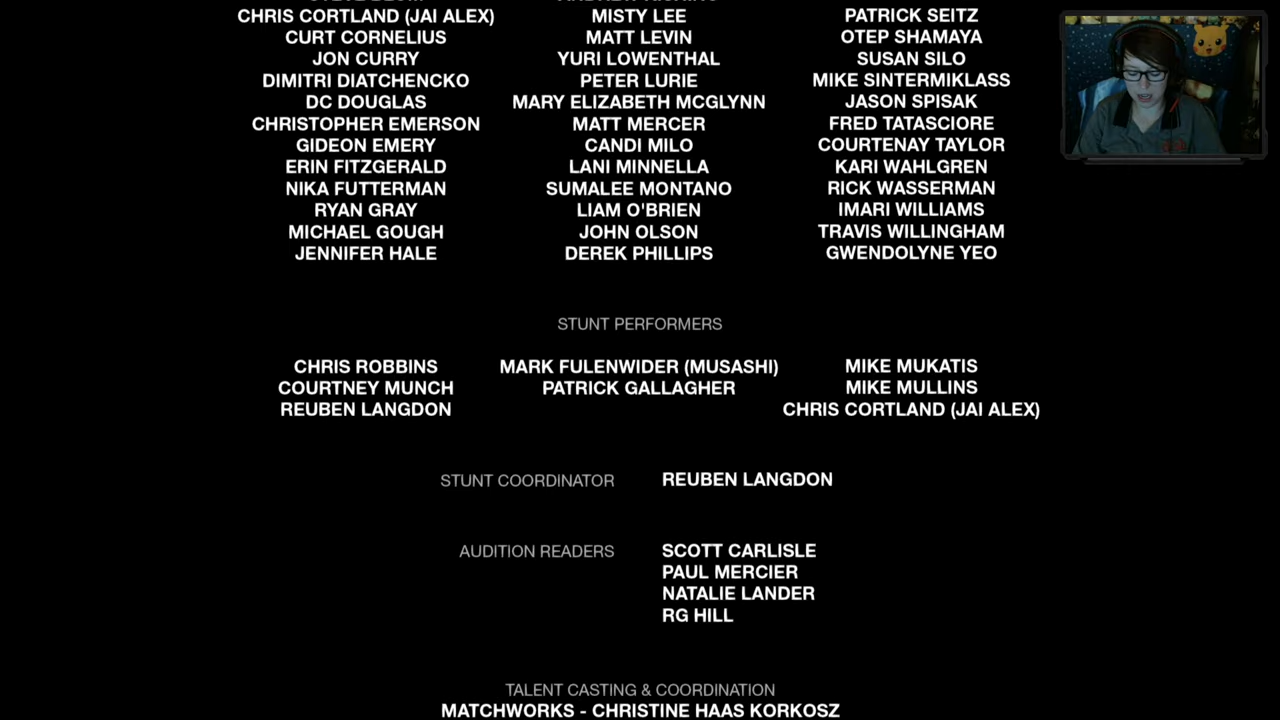 CHRIS CORTLAND (JAI ALEX)
CURT CORNELIUS
JON CURRY
DIMITRI DIATCHENCKO
DC DOUGLAS
CHRISTOPHER EMERSON
GIDEON EMERY
ERIN FITZGERALD
NIKA FUTTERMAN
RYAN GRAY
MICHAEL GOUGH
JENNIFER HALE
MISTY LEE
MATT LEVIN
YURI LOWENTHAL
PETER LURIE
MARY ELIZABETH MCGLYNN
MATT MERCER
CANDI MILO
LANI MINNELLA
SUMALEE MONTANO
LIAM O'BRIEN
JOHN OLSON
DEREK PHILLIPS
PATRICK SEITZ
OTEP SHAMAYA
SUSAN SILO
MIKE SINTERMIKLASS
JASON SPISAK
FRED TATASCIORE
COURTENAY TAYLOR
KARI WAHLGREN
RICK WASSERMAN
IMARI WILLIAMS
TRAVIS WILLINGHAM
GWENDOLYNE YEO
STUNT PERFORMERS
CHRIS ROBBINS
COURTNEY MUNCH
REUBEN LANGDON
MARK FULENWIDER (MUSASHI)
PATRICK GALLAGHER
MIKE MUKATIS
MIKE MULLINS
CHRIS CORTLAND (JAI ALEX)
STUNT COORDINATOR
REUBEN LANGDON
AUDITION READERS
SCOTT CARLISLE
PAUL MERCIER
NATALIE LANDER
RG HILL
TALENT CASTING & COORDINATION
MATCHWORKS - CHRISTINE HAAS KORKOSZ